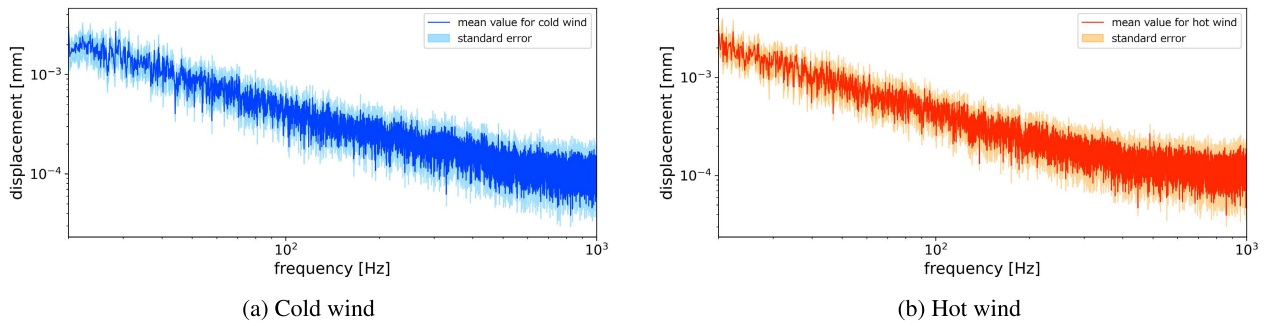 mean value for cold wind
standard error
displacement [mm]
10⁻³
10⁻⁴
10²
10³
frequency [Hz]
(a) Cold wind
mean value for hot wind
standard error
displacement [mm]
10⁻³
10⁻⁴
10²
10³
frequency [Hz]
(b) Hot wind